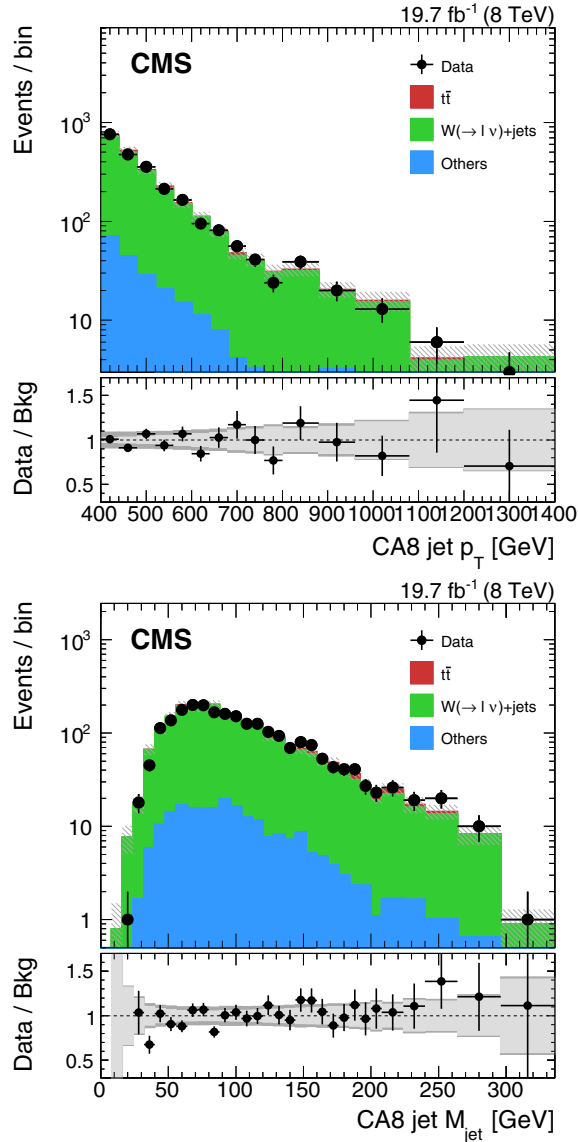 19.7 fb⁻¹ (8 TeV)
Events / bin
CMS
Data
tt̄
W(→ l ν)+jets
Others
10³
10²
10
Data / Bkg
1.5
1
0.5
400 500 600 700 800 900 1000 1100 1200 1300 1400
CA8 jet p_T [GeV]
19.7 fb⁻¹ (8 TeV)
Events / bin
CMS
Data
tt̄
W(→ l ν)+jets
Others
10³
10²
10
1
Data / Bkg
1.5
1
0.5
0 50 100 150 200 250 300
CA8 jet M_jet [GeV]